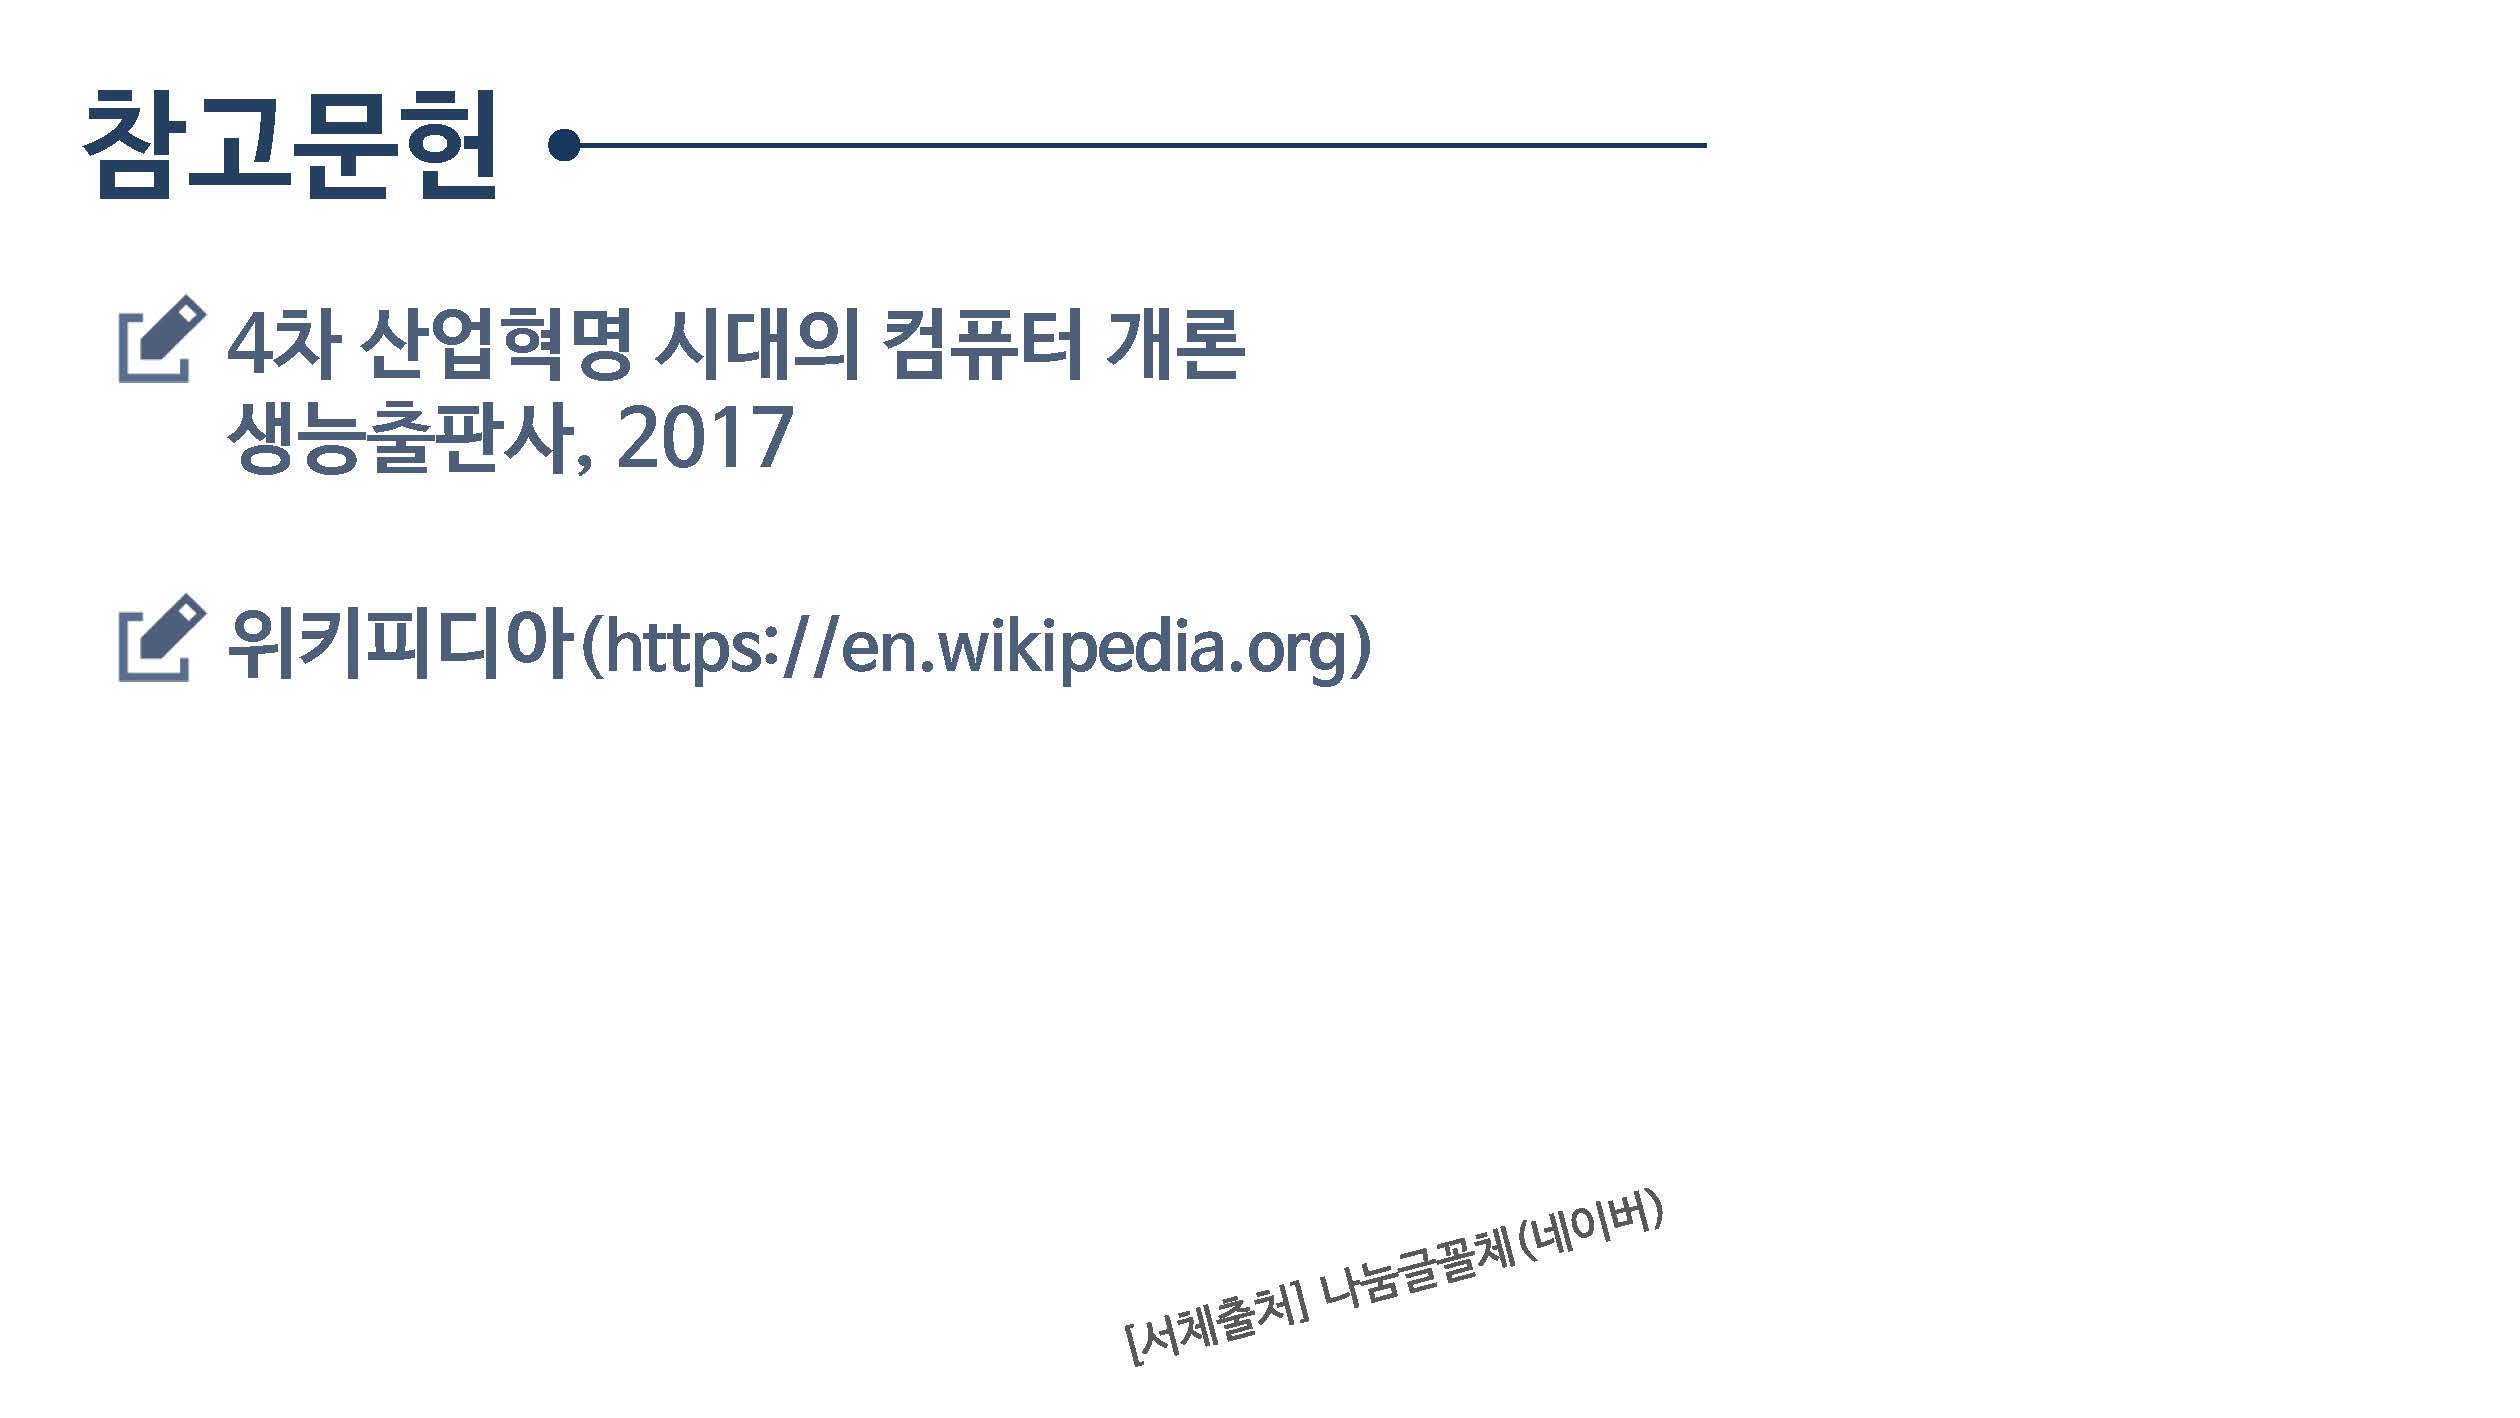 참고문헌
4차 산업혁명 시대의 컴퓨터 개론
생능출판사, 2017
위키피디아(https://en.wikipedia.org)
[서체출처] 나눔글꼴체(네이버)